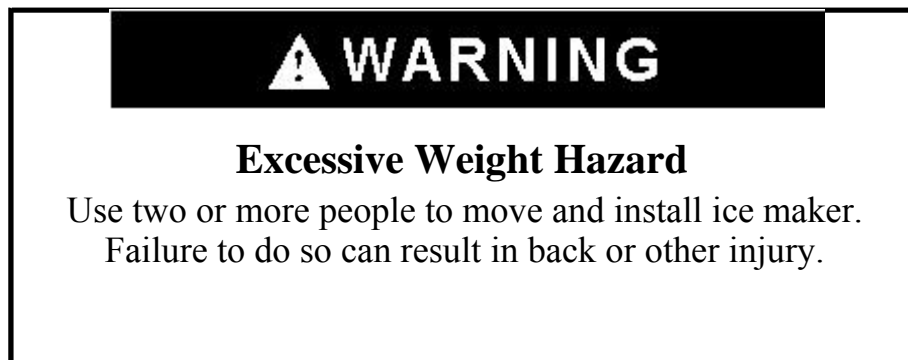 WARNING
Excessive Weight Hazard
Use two or more people to move and install ice maker.
Failure to do so can result in back or other injury.